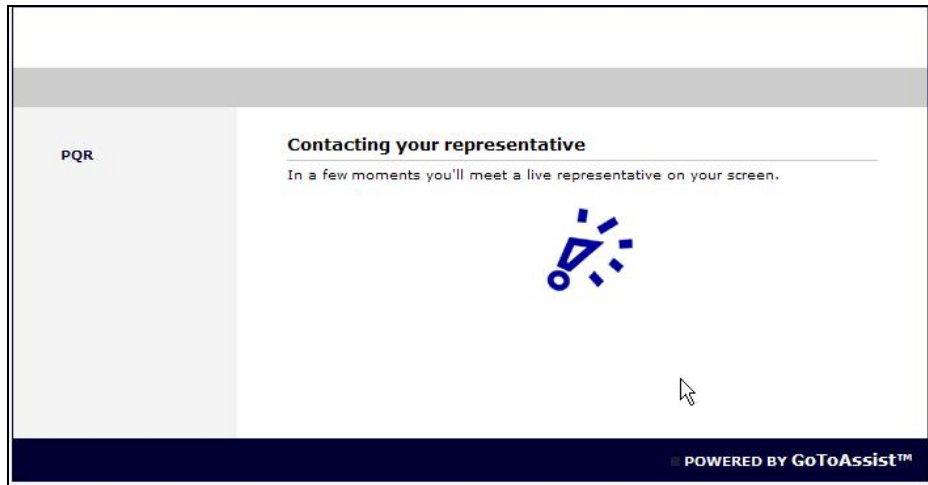 PQR
Contacting your representative
In a few moments you'll meet a live representative on your screen.
POWERED BY GoToAssist™